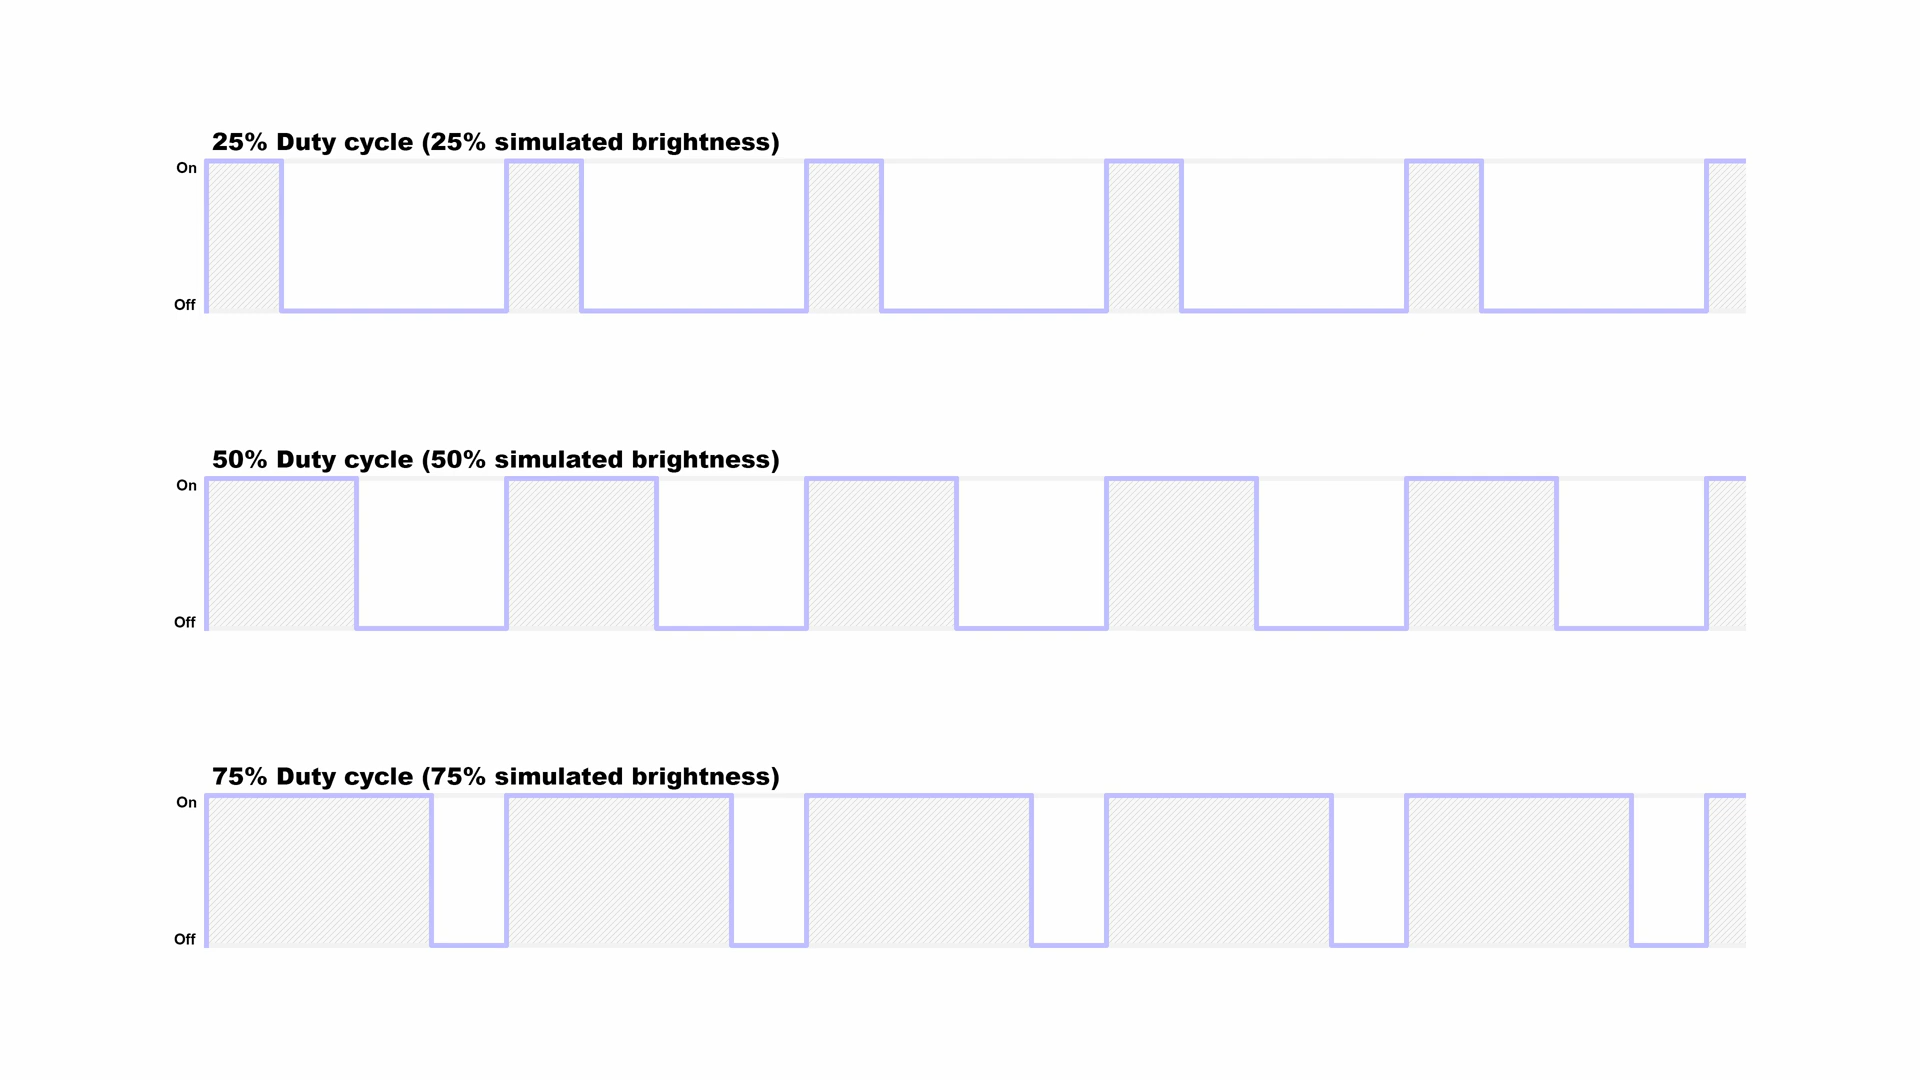 25% Duty cycle (25% simulated brightness)
On
Off
50% Duty cycle (50% simulated brightness)
On
Off
75% Duty cycle (75% simulated brightness)
On
Off